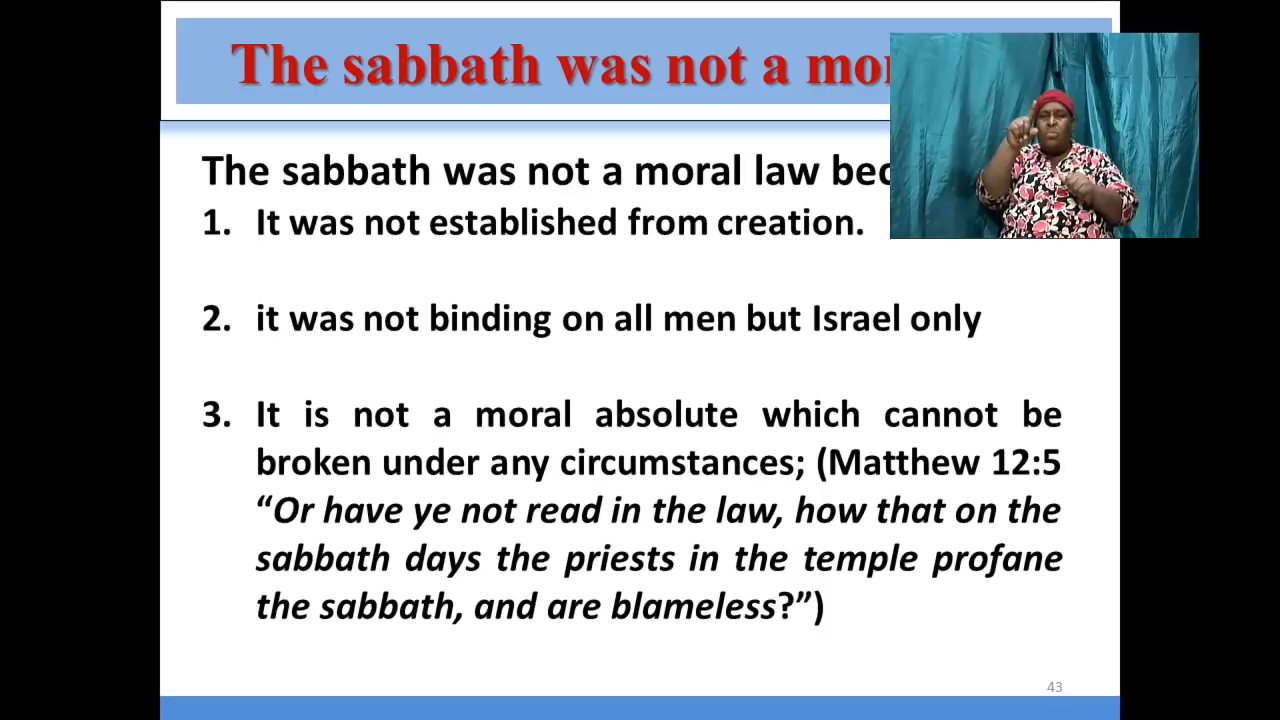 The sabbath was not a
The sabbath was not a moral law
1. It was not established from creation.
2. it was not binding on all men but Israel only
3. It is not a moral absolute which cannot be
broken under any circumstances; (Matthew 12:5
“Or have ye not read in the law, how that on the
sabbath days the priests in the temple profane
the sabbath, and are blameless?”)
43